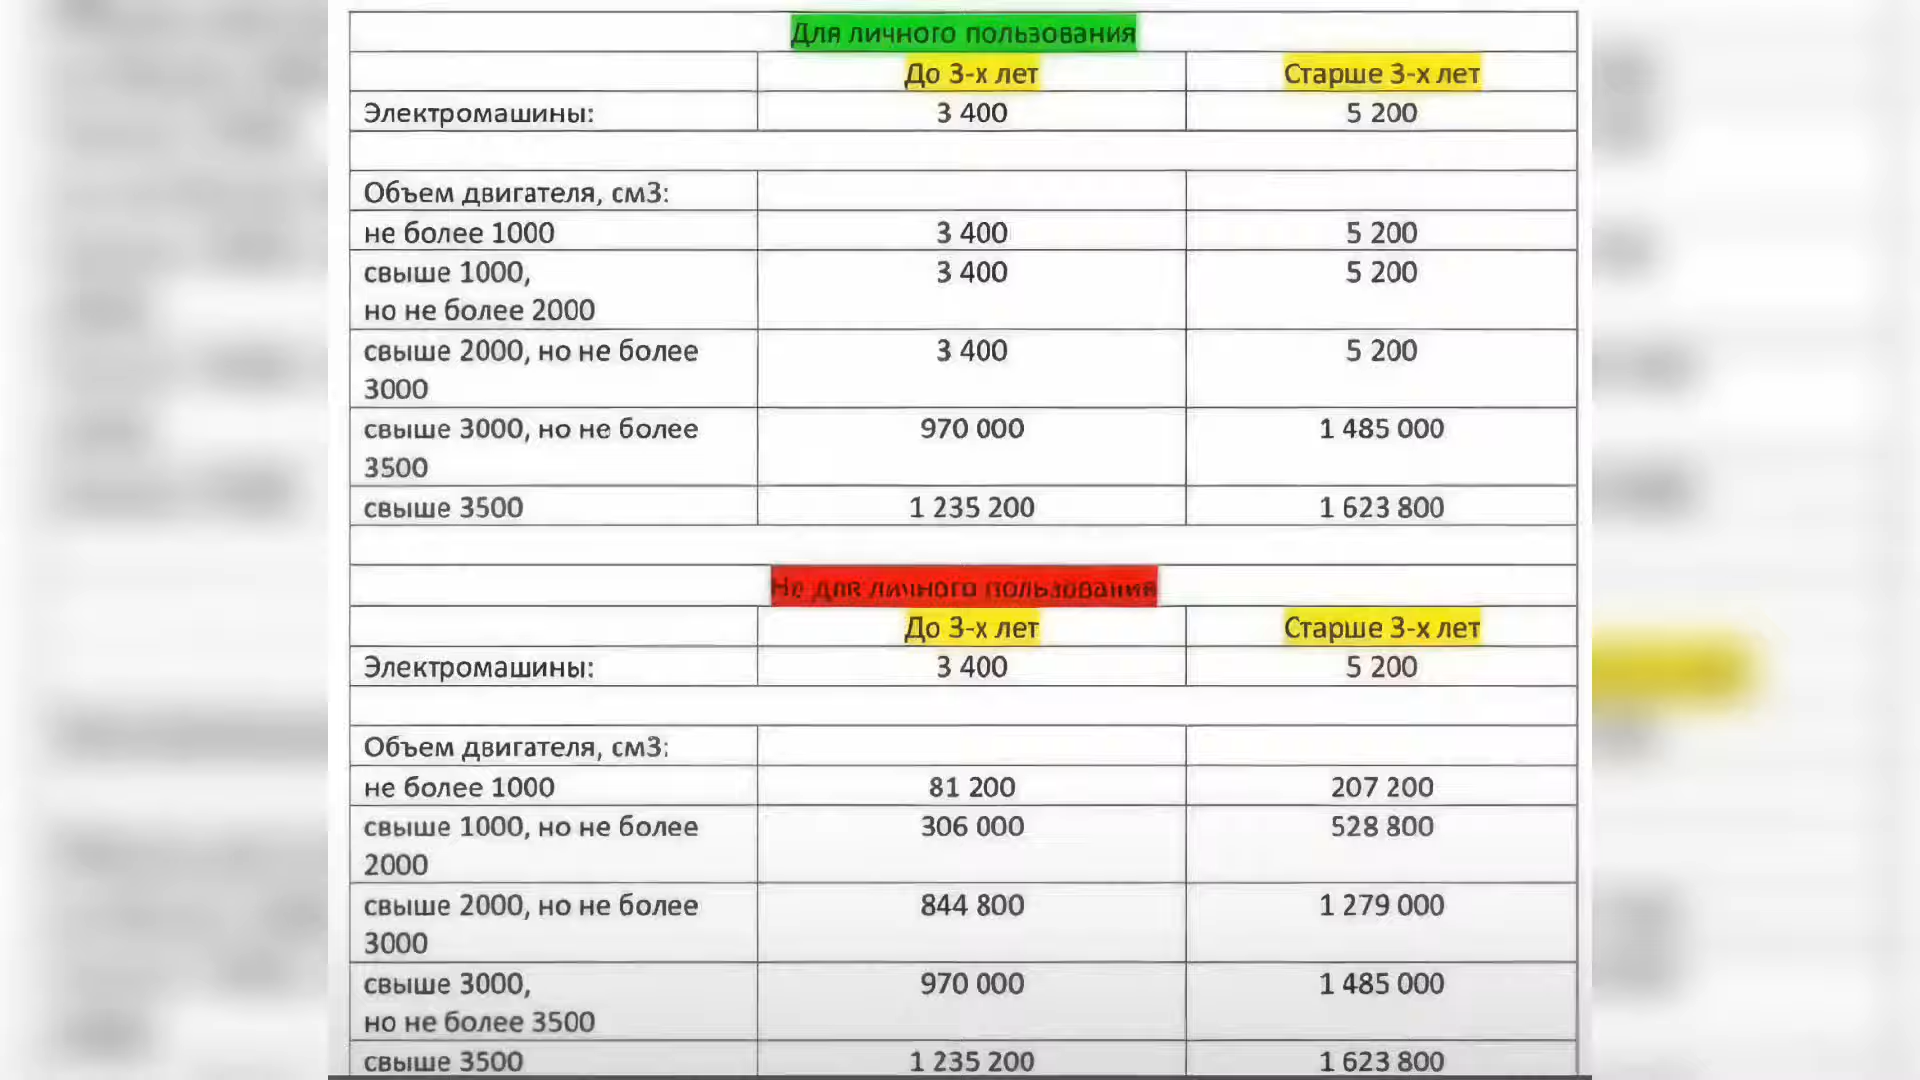 Для личного пользования
До 3-х лет Старше 3-х лет
Электромашины: 3 400 5 200
Объем двигателя, см3:
не более 1000 3 400 5 200
свыше 1000, 3 400 5 200
но не более 2000
свыше 2000, но не более 3 400 5 200
3000
свыше 3000, но не более 970 000 1 485 000
3500
свыше 3500 1 235 200 1 623 800
Не для личного пользования
До 3-х лет Старше 3-х лет
Электромашины: 3 400 5 200
Объем двигателя, см3:
не более 1000 81 200 207 200
свыше 1000, но не более 306 000 528 800
2000
свыше 2000, но не более 844 800 1 279 000
3000
свыше 3000, 970 000 1 485 000
но не более 3500
свыше 3500 1 235 200 1 623 800